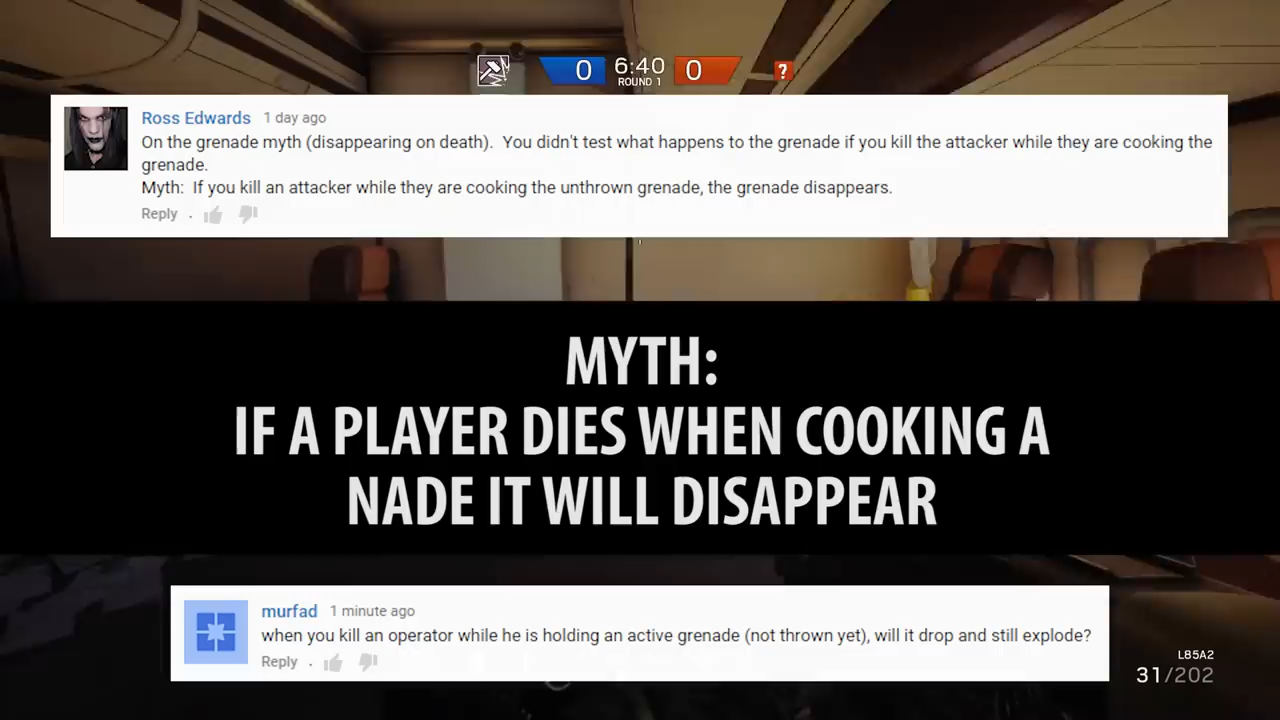 0 6:40 0 ?
ROUND 1
Ross Edwards 1 day ago
On the grenade myth (disappearing on death).  You didn't test what happens to the grenade if you kill the attacker while they are cooking the
grenade.
Myth:  If you kill an attacker while they are cooking the unthrown grenade, the grenade disappears.
Reply
MYTH:
IF A PLAYER DIES WHEN COOKING A
NADE IT WILL DISAPPEAR
murfad 1 minute ago
when you kill an operator while he is holding an active grenade (not thrown yet), will it drop and still explode?
Reply
L85A2
31/202